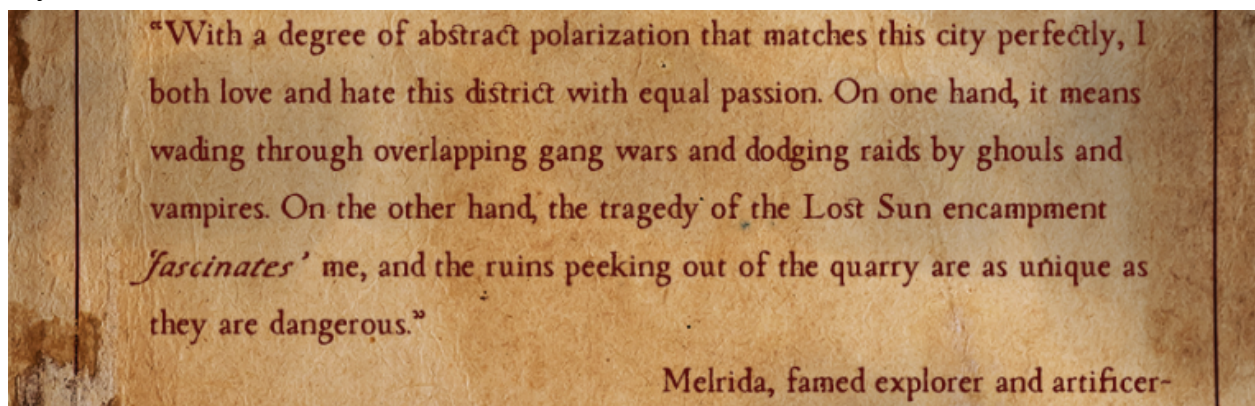 “With a degree of abstract polarization that matches this city perfectly, I
both love and hate this district with equal passion. On one hand, it means
wading through overlapping gang wars and dodging raids by ghouls and
vampires. On the other hand, the tragedy of the Lost Sun encampment
‘fascinates’ me, and the ruins peeking out of the quarry are as unique as
they are dangerous.”
Melrida, famed explorer and artificer-